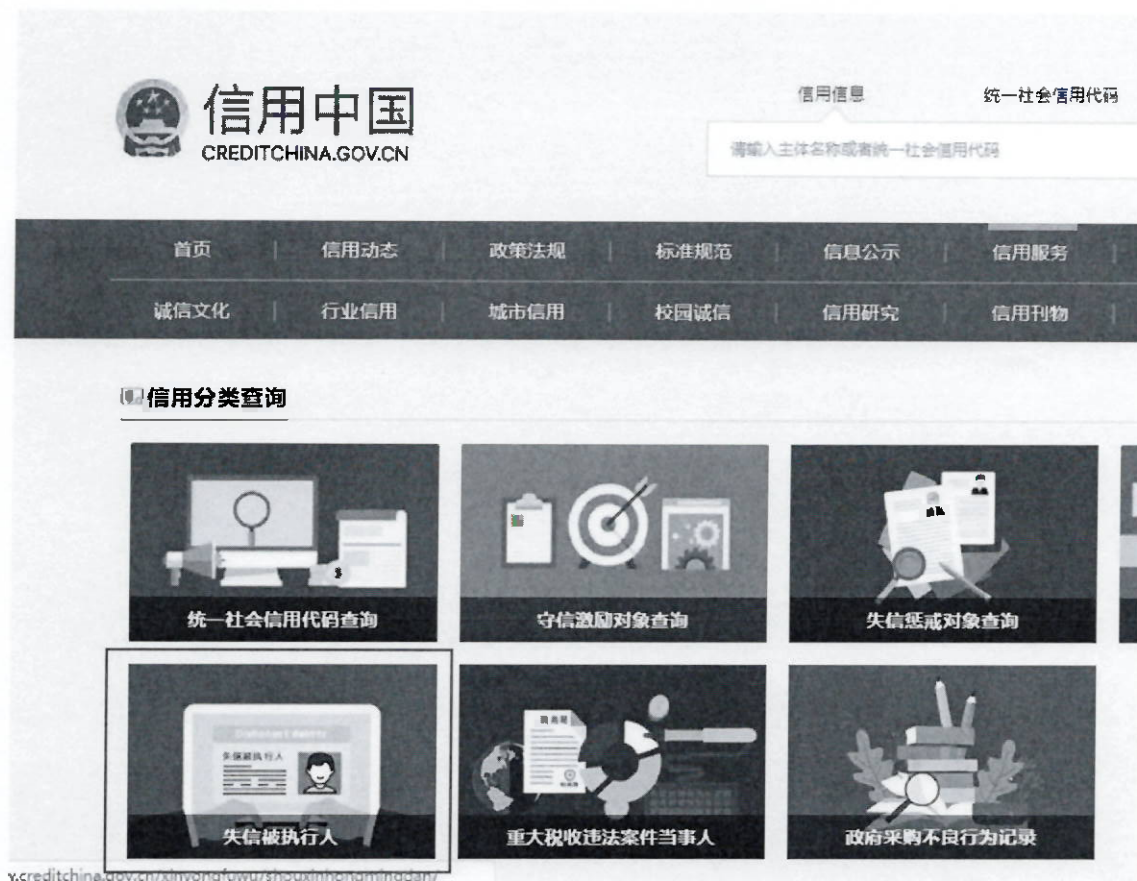 信用中国
CREDITCHINA.GOV.CN
信用信息 统一社会信用代码
请输入主体名称或者统一社会信用代码
首页 信用动态 政策法规 标准规范 信息公示 信用服务
诚信文化 行业信用 城市信用 校园诚信 信用研究 信用刊物
信用分类查询
统一社会信用代码查询 守信激励对象查询 失信惩戒对象查询
失信被执行人
失信被执行人 重大税收违法案件当事人 政府采购不良行为记录
creditchina.gov.cn/xinyongfuwu/shouxinhongmingdan/